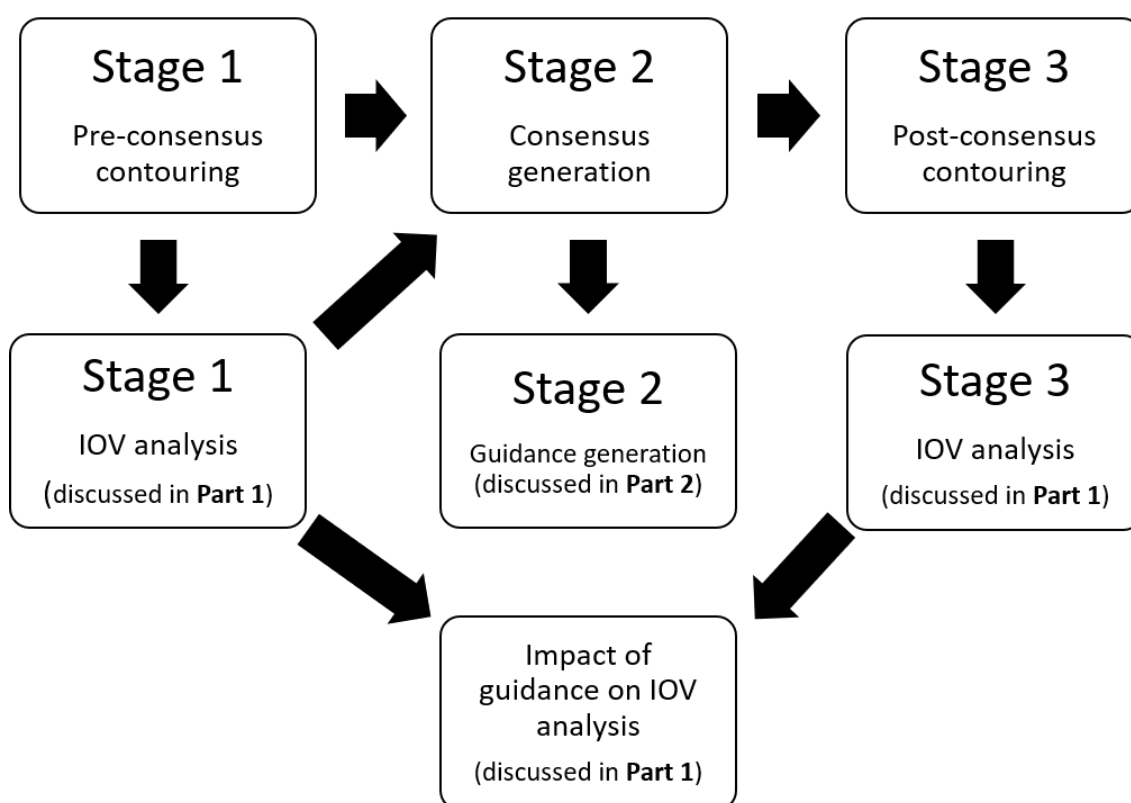 Stage 1
Pre-consensus
contouring
Stage 2
Consensus
generation
Stage 3
Post-consensus
contouring
Stage 1
IOV analysis
(discussed in Part 1)
Stage 2
Guidance generation
(discussed in Part 2)
Stage 3
IOV analysis
(discussed in Part 1)
Impact of
guidance on IOV
analysis
(discussed in Part 1)